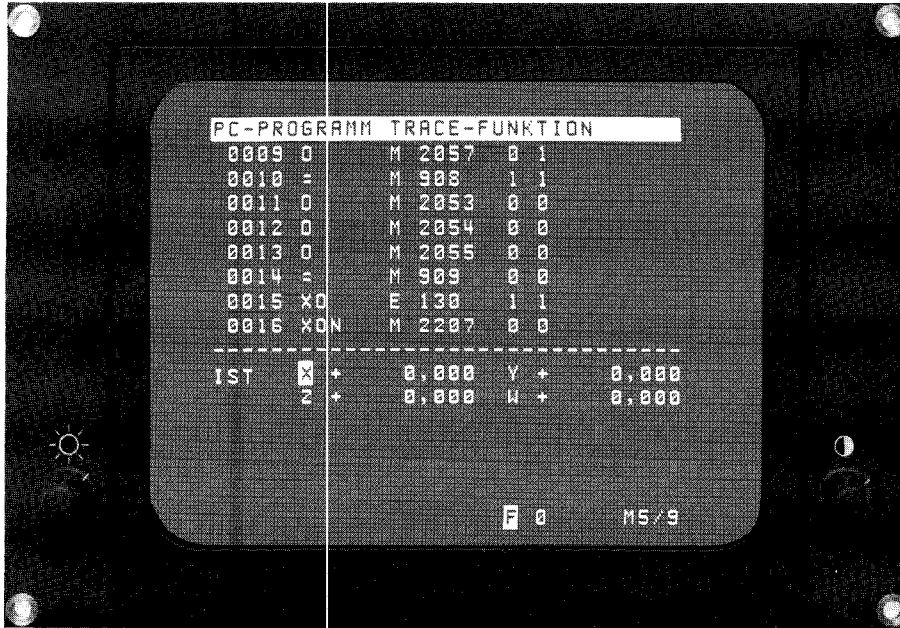 PC-PROGRAMM TRACE-FUNKTION
0009 O M 2057 0 1
0010 = M 908 1 1
0011 O M 2053 0 0
0012 O M 2054 0 0
0013 O M 2055 0 0
0014 = M 909 0 0
0015 XO E 130 1 1
0016 XON M 2207 0 0
IST X + 0,000 Y + 0,000
Z + 0,000 W + 0,000
F 0 M5/9